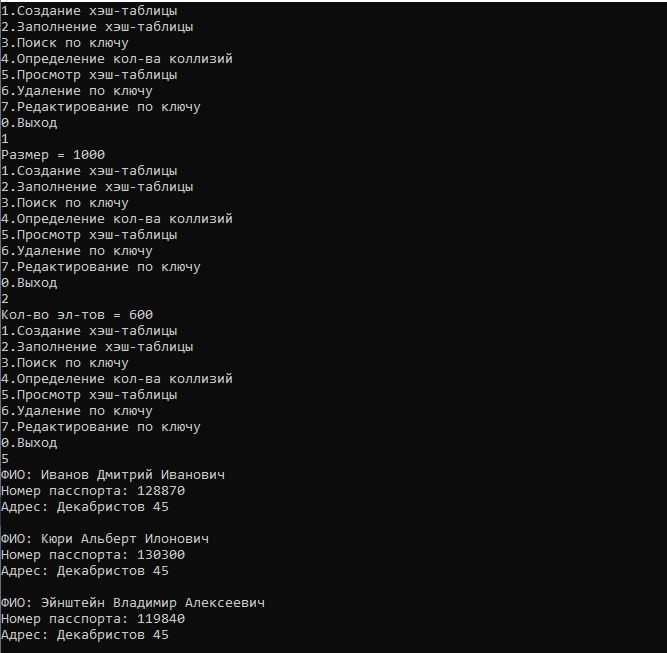 1.Создание хэш-таблицы
2.Заполнение хэш-таблицы
3.Поиск по ключу
4.Определение кол-ва коллизий
5.Просмотр хэш-таблицы
6.Удаление по ключу
7.Редактирование по ключу
0.Выход
1
Размер = 1000
1.Создание хэш-таблицы
2.Заполнение хэш-таблицы
3.Поиск по ключу
4.Определение кол-ва коллизий
5.Просмотр хэш-таблицы
6.Удаление по ключу
7.Редактирование по ключу
0.Выход
2
Кол-во эл-тов = 600
1.Создание хэш-таблицы
2.Заполнение хэш-таблицы
3.Поиск по ключу
4.Определение кол-ва коллизий
5.Просмотр хэш-таблицы
6.Удаление по ключу
7.Редактирование по ключу
0.Выход
5
ФИО: Иванов Дмитрий Иванович
Номер пасспорта: 128870
Адрес: Декабристов 45
ФИО: Кюри Альберт Илонович
Номер пасспорта: 130300
Адрес: Декабристов 45
ФИО: Эйнштейн Владимир Алексеевич
Номер пасспорта: 119840
Адрес: Декабристов 45